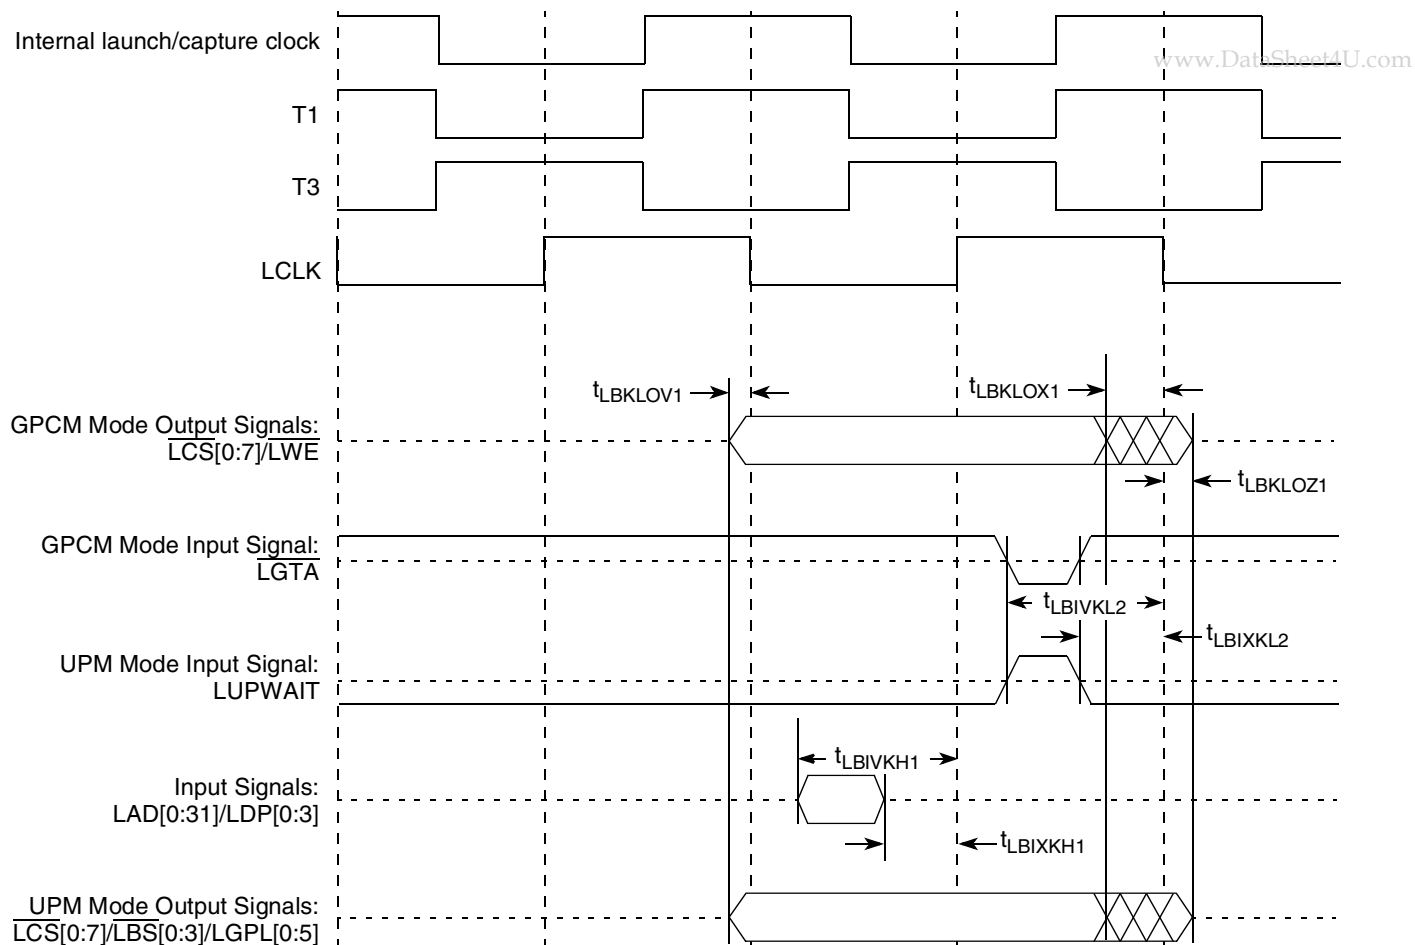 Internal launch/capture clock
www.DataSheet4U.com
T1
T3
LCLK
tLBKLOV1
tLBKLOX1
GPCM Mode Output Signals:
LCS[0:7]/LWE
tLBKLOZ1
GPCM Mode Input Signal:
LGTA
tLBIVKL2
tLBIXKL2
UPM Mode Input Signal:
LUPWAIT
tLBIVKH1
Input Signals:
LAD[0:31]/LDP[0:3]
tLBIXKH1
UPM Mode Output Signals:
LCS[0:7]/LBS[0:3]/LGPL[0:5]